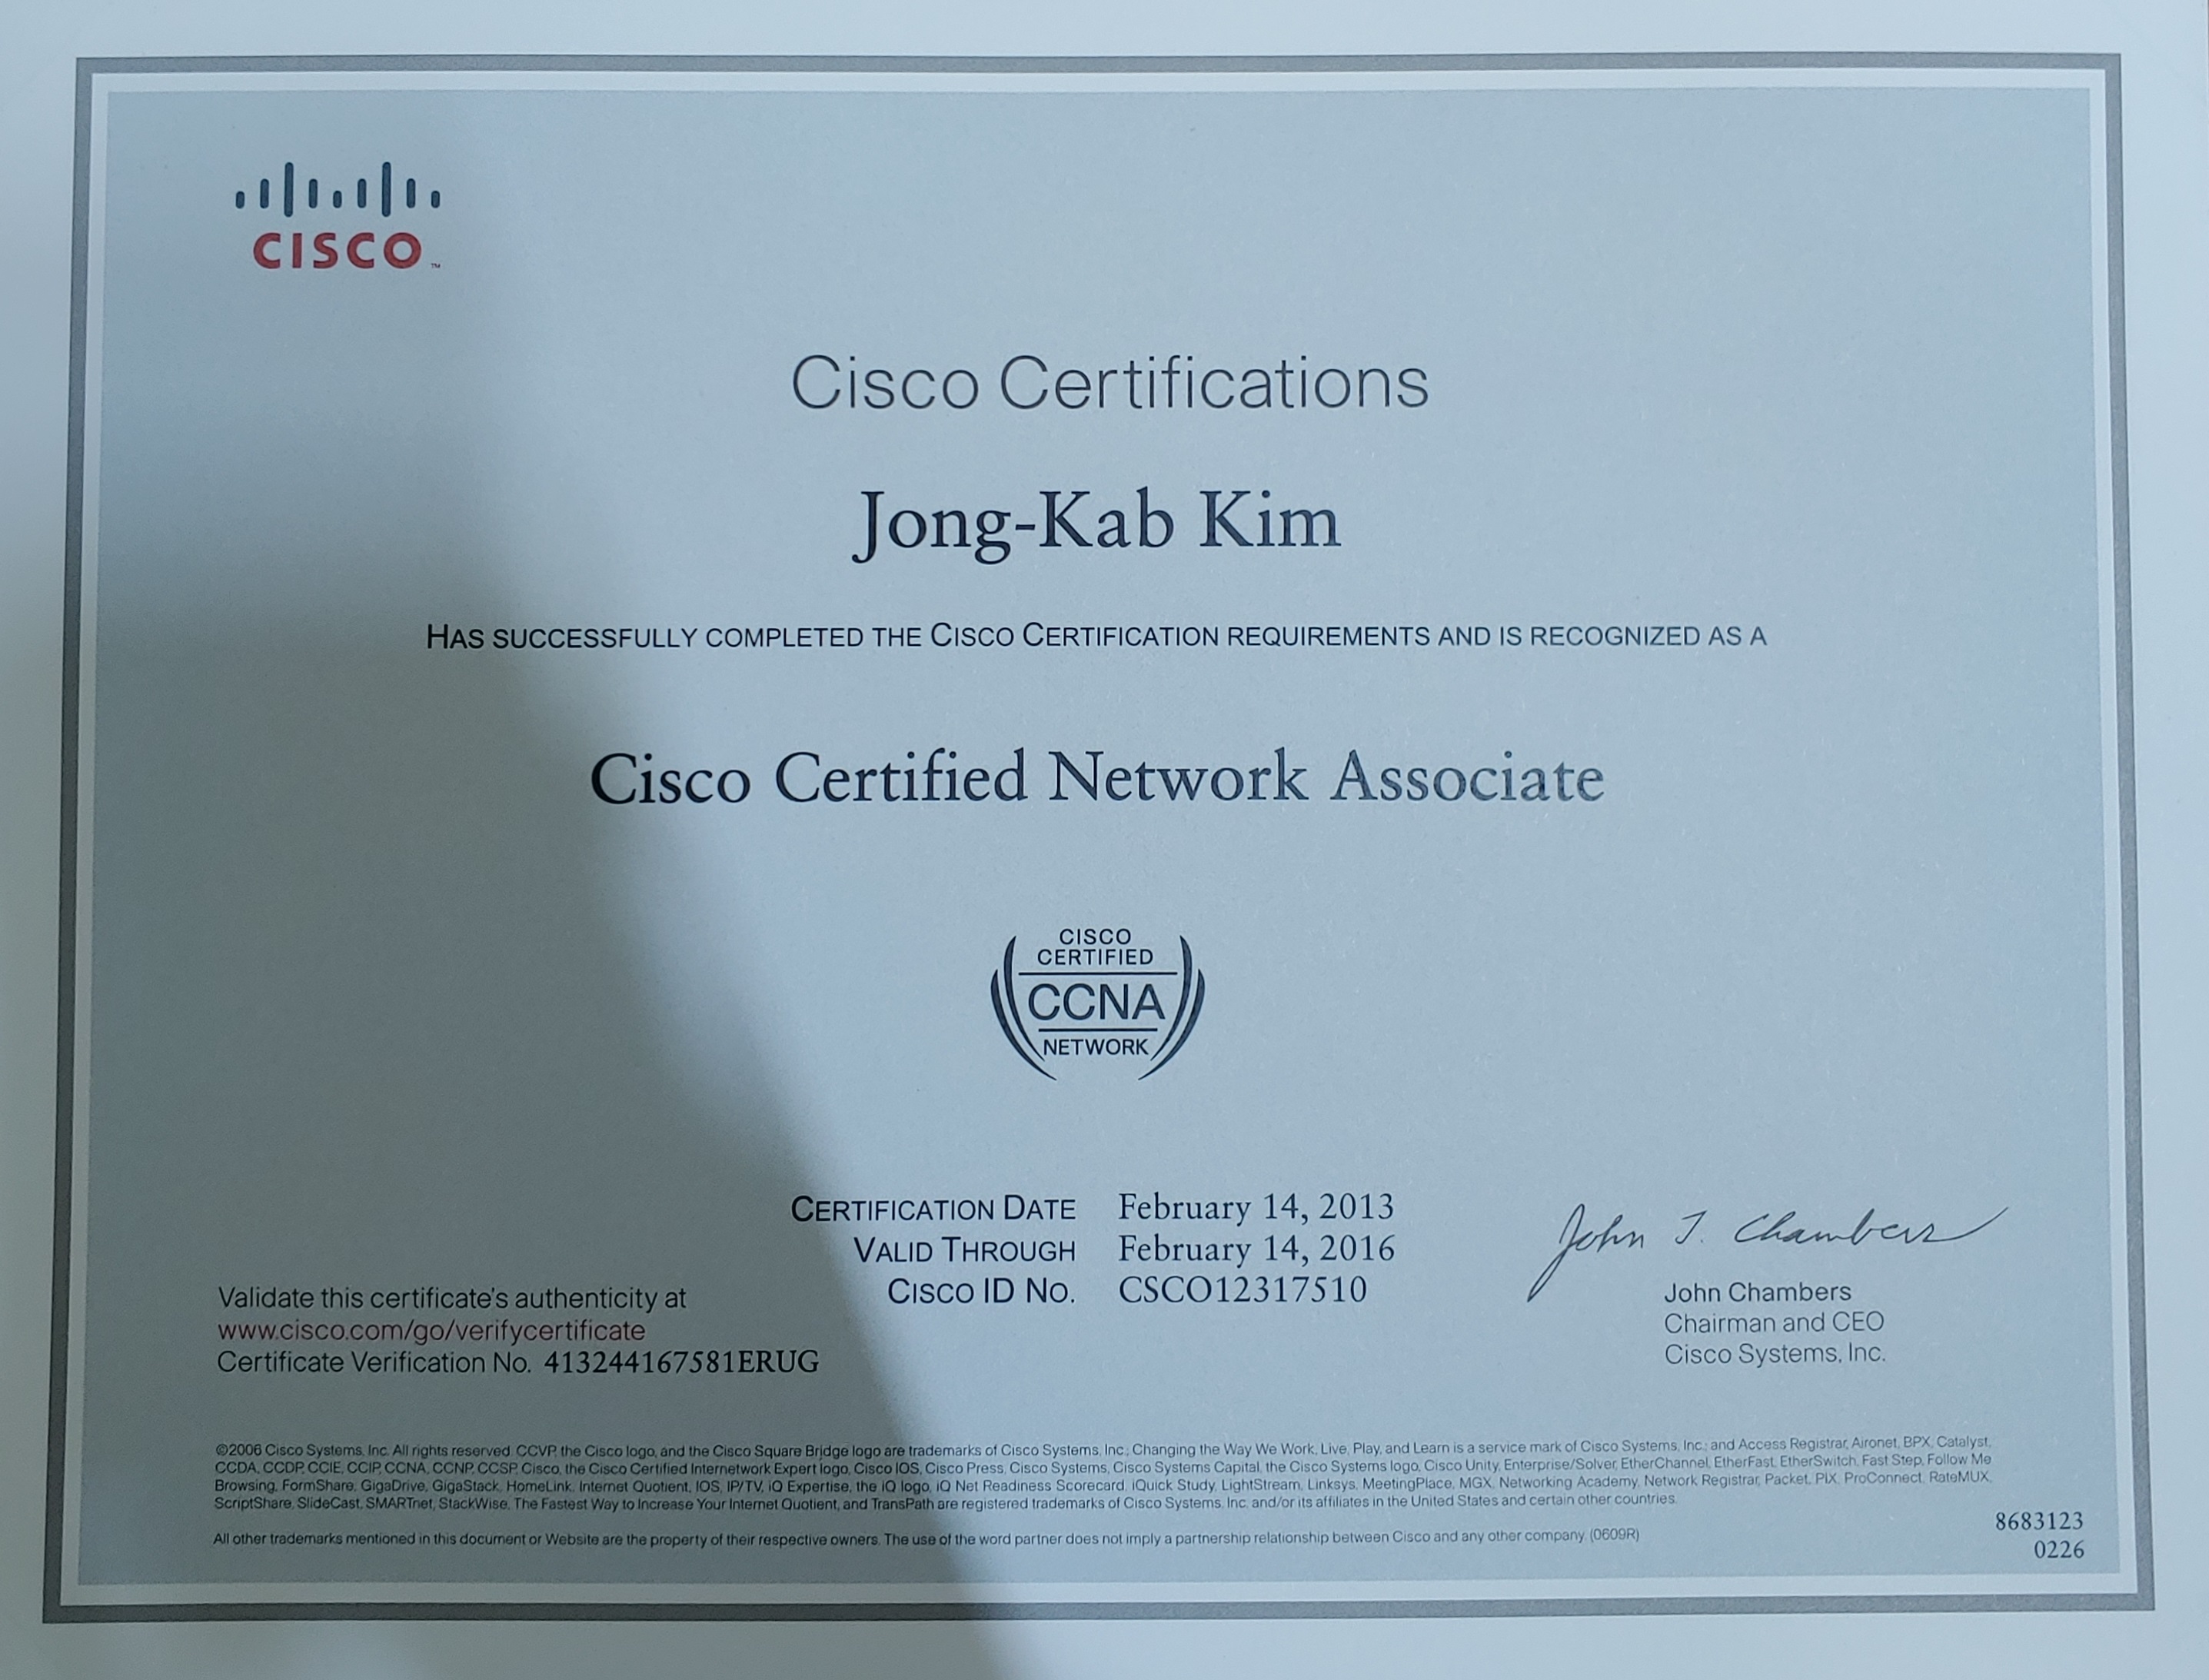 CISCO™
Cisco Certifications
Jong-Kab Kim
HAS SUCCESSFULLY COMPLETED THE CISCO CERTIFICATION REQUIREMENTS AND IS RECOGNIZED AS A
Cisco Certified Network Associate
CISCO
CERTIFIED
CCNA
NETWORK
CERTIFICATION DATE February 14, 2013
VALID THROUGH February 14, 2016
CISCO ID NO. CSCO12317510
Validate this certificate's authenticity at
www.cisco.com/go/verifycertificate
Certificate Verification No. 413244167581ERUG
John T. Chambers
John Chambers
Chairman and CEO
Cisco Systems, Inc.
©2006 Cisco Systems, Inc. All rights reserved. CCVP, the Cisco logo, and the Cisco Square Bridge logo are trademarks of Cisco Systems, Inc.; Changing the Way We Work, Live, Play, and Learn is a service mark of Cisco Systems, Inc.; and Access Registrar, Aironet, BPX, Catalyst,
CCDA, CCDP, CCIE, CCIP, CCNA, CCNP, CCSP, Cisco, the Cisco Certified Internetwork Expert logo, Cisco IOS, Cisco Press, Cisco Systems, Cisco Systems Capital, the Cisco Systems logo, Cisco Unity, Enterprise/Solver, EtherChannel, EtherFast, EtherSwitch, Fast Step, Follow Me
Browsing, FormShare, GigaDrive, GigaStack, HomeLink, Internet Quotient, IOS, IP/TV, iQ Expertise, the iQ logo, iQ Net Readiness Scorecard, iQuick Study, LightStream, Linksys, MeetingPlace, MGX, Networking Academy, Network Registrar, Packet, PIX, ProConnect, RateMUX,
ScriptShare, SlideCast, SMARTnet, StackWise, The Fastest Way to Increase Your Internet Quotient, and TransPath are registered trademarks of Cisco Systems, Inc. and/or its affiliates in the United States and certain other countries.
All other trademarks mentioned in this document or Website are the property of their respective owners. The use of the word partner does not imply a partnership relationship between Cisco and any other company. (0609R)
8683123
0226